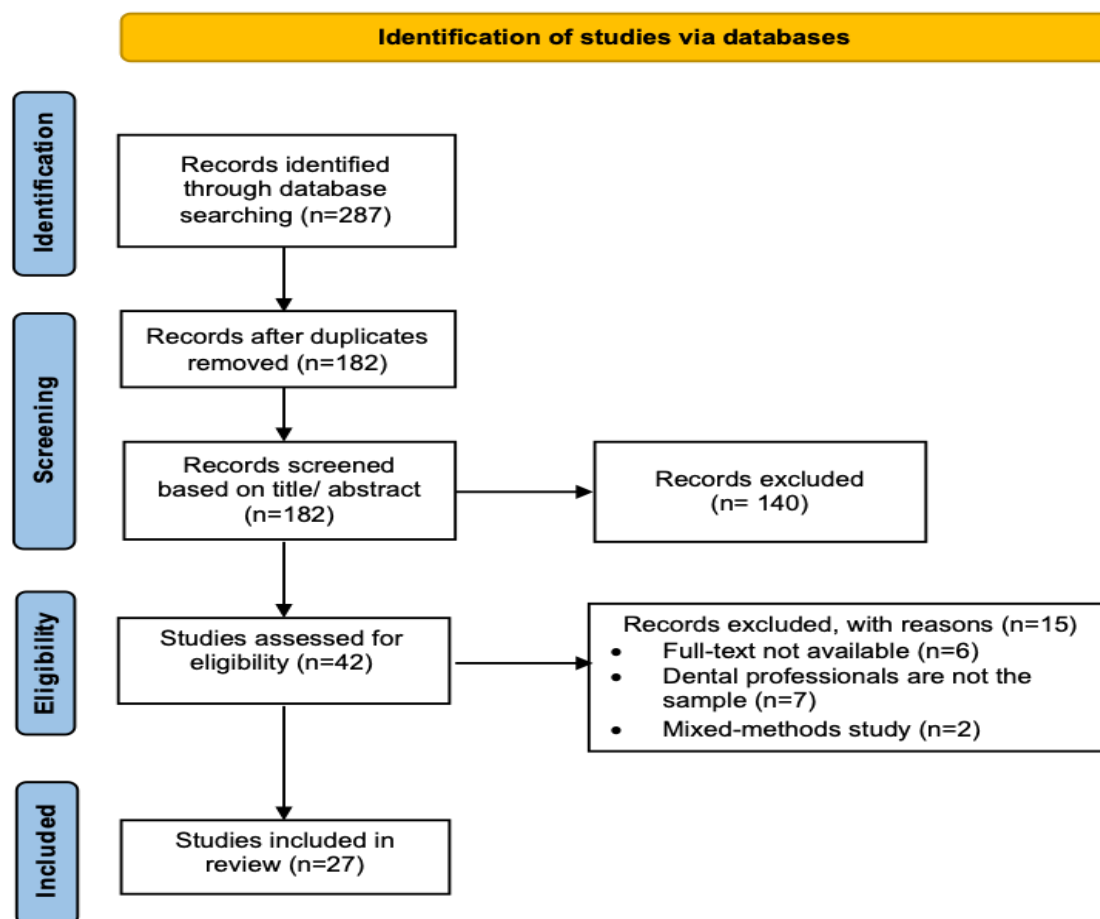 Identification of studies via databases
Identification
Records identified
through database
searching (n=287)
Screening
Records after duplicates
removed (n=182)
Records screened
based on title/ abstract
(n=182)
Records excluded
(n= 140)
Eligibility
Studies assessed for
eligibility (n=42)
Records excluded, with reasons (n=15)
• Full-text not available (n=6)
• Dental professionals are not the
sample (n=7)
• Mixed-methods study (n=2)
Included
Studies included in
review (n=27)